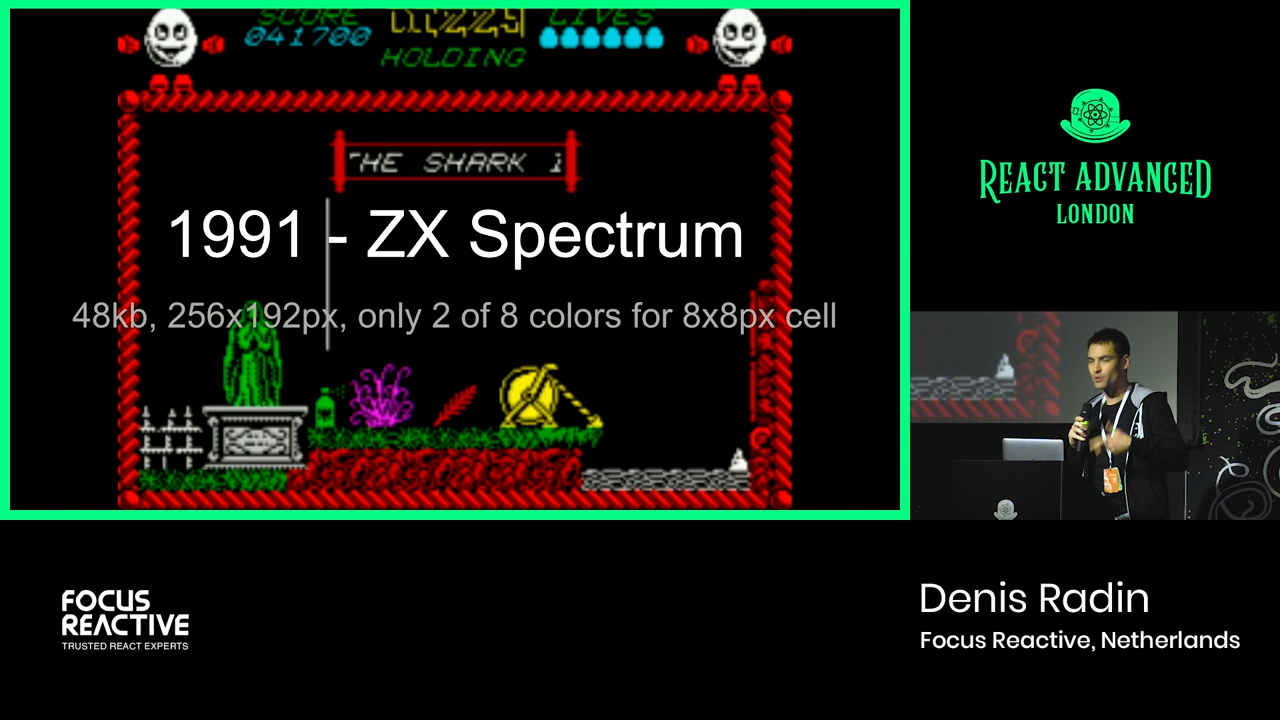 SCORE
DIZZY
LIVES
041700
HOLDING
THE SHARK i
1991 - ZX Spectrum
48kb, 256x192px, only 2 of 8 colors for 8x8px cell
REACT ADVANCED
LONDON
FOCUS
REACTIVE
TRUSTED REACT EXPERTS
Denis Radin
Focus Reactive, Netherlands